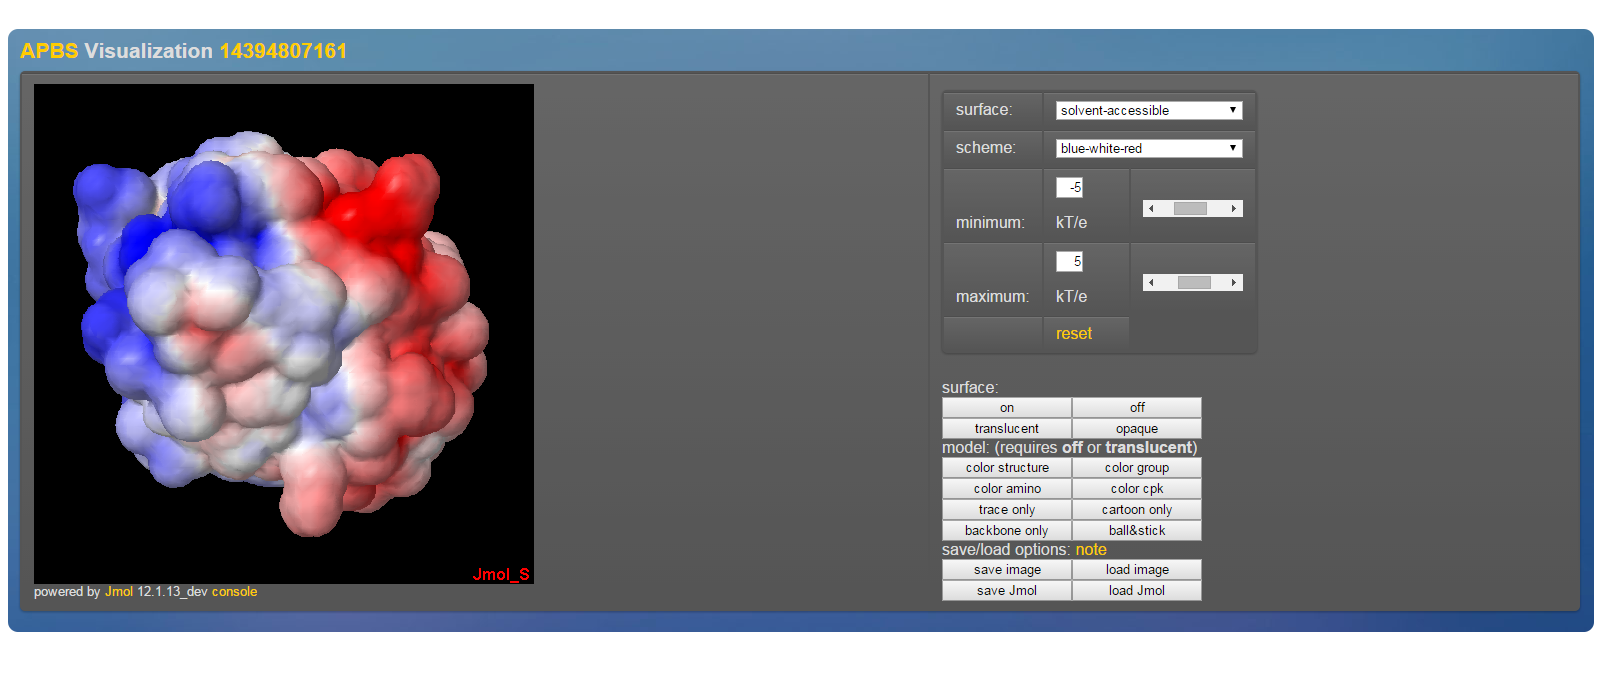 APBS Visualization 14394807161
Jmol_S
powered by Jmol 12.1.13_dev console
surface: solvent-accessible
scheme: blue-white-red
-5
minimum: kT/e
5
maximum: kT/e
reset
surface:
on off
translucent opaque
model: (requires off or translucent)
color structure color group
color amino color cpk
trace only cartoon only
backbone only ball&stick
save/load options: note
save image load image
save Jmol load Jmol